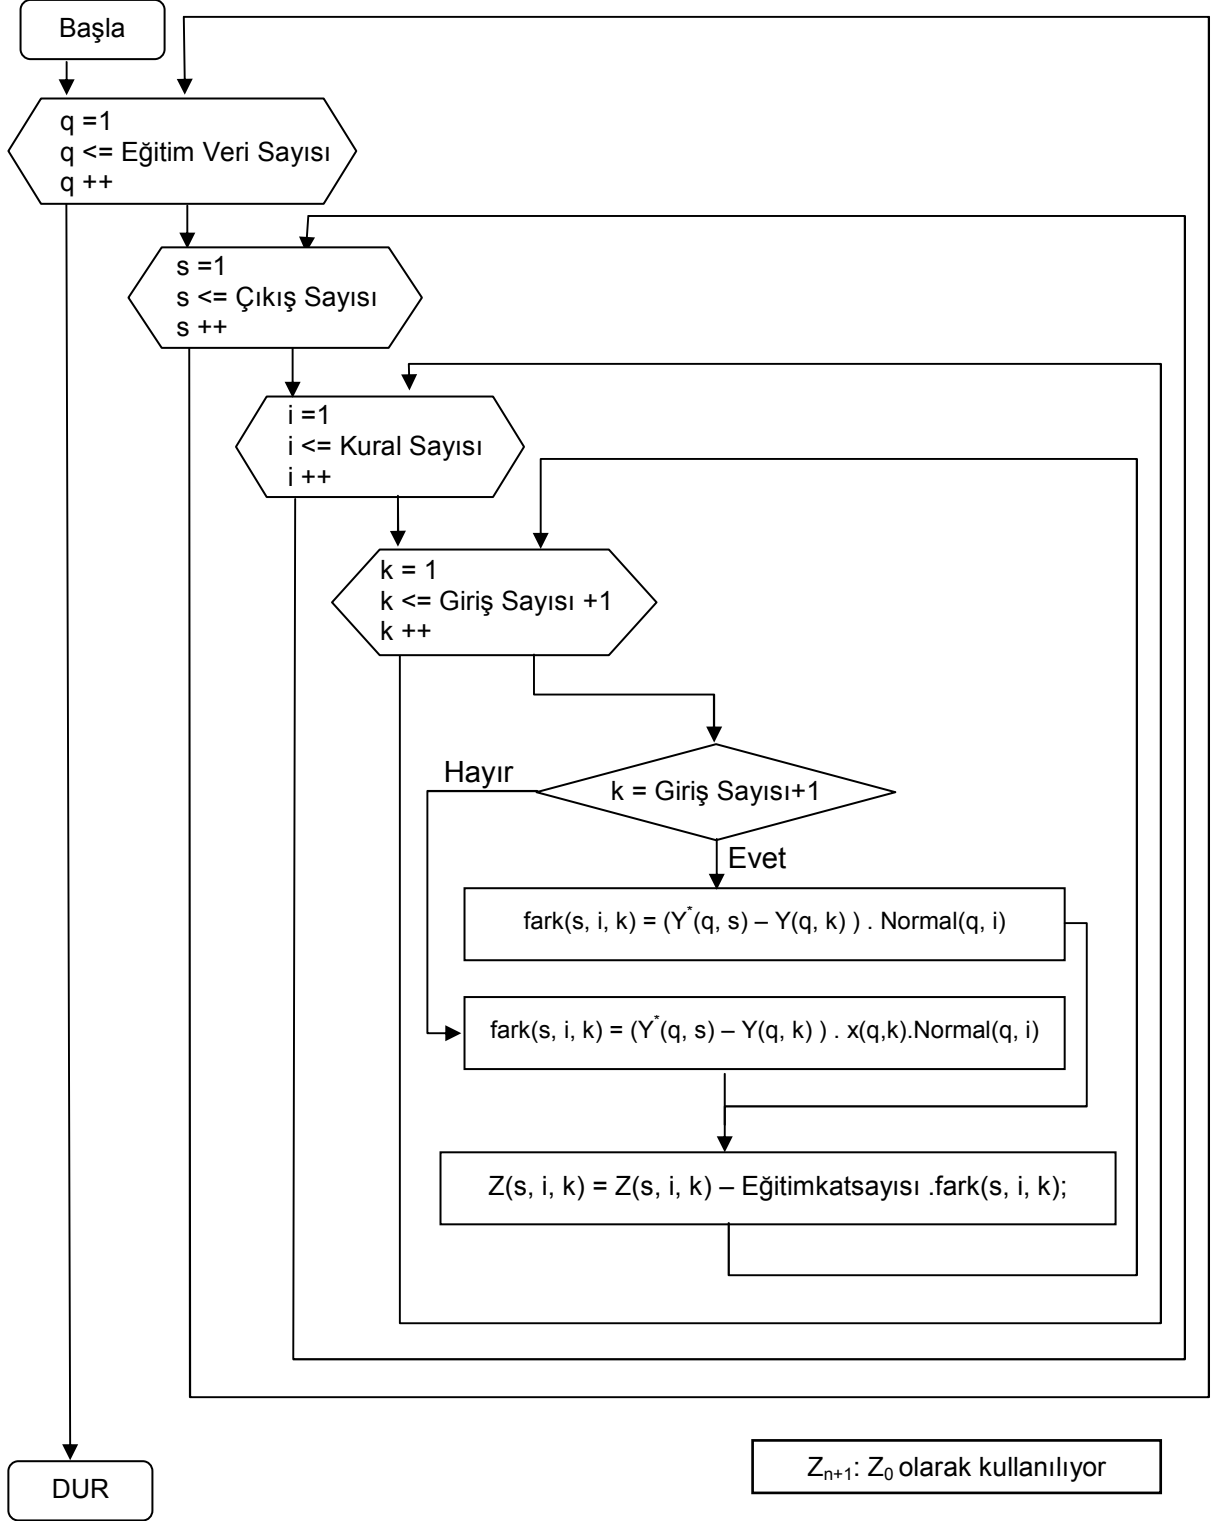 Başla
q =1
q <= Eğitim Veri Sayısı
q ++
s =1
s <= Çıkış Sayısı
s ++
i =1
i <= Kural Sayısı
i ++
k = 1
k <= Giriş Sayısı +1
k ++
Hayır
k = Giriş Sayısı+1
Evet
fark(s, i, k) = (Y*(q, s) – Y(q, k) ) . Normal(q, i)
fark(s, i, k) = (Y*(q, s) – Y(q, k) ) . x(q,k).Normal(q, i)
Z(s, i, k) = Z(s, i, k) – Eğitimkatsayısı .fark(s, i, k);
Zn+1: Z0 olarak kullanılıyor
DUR